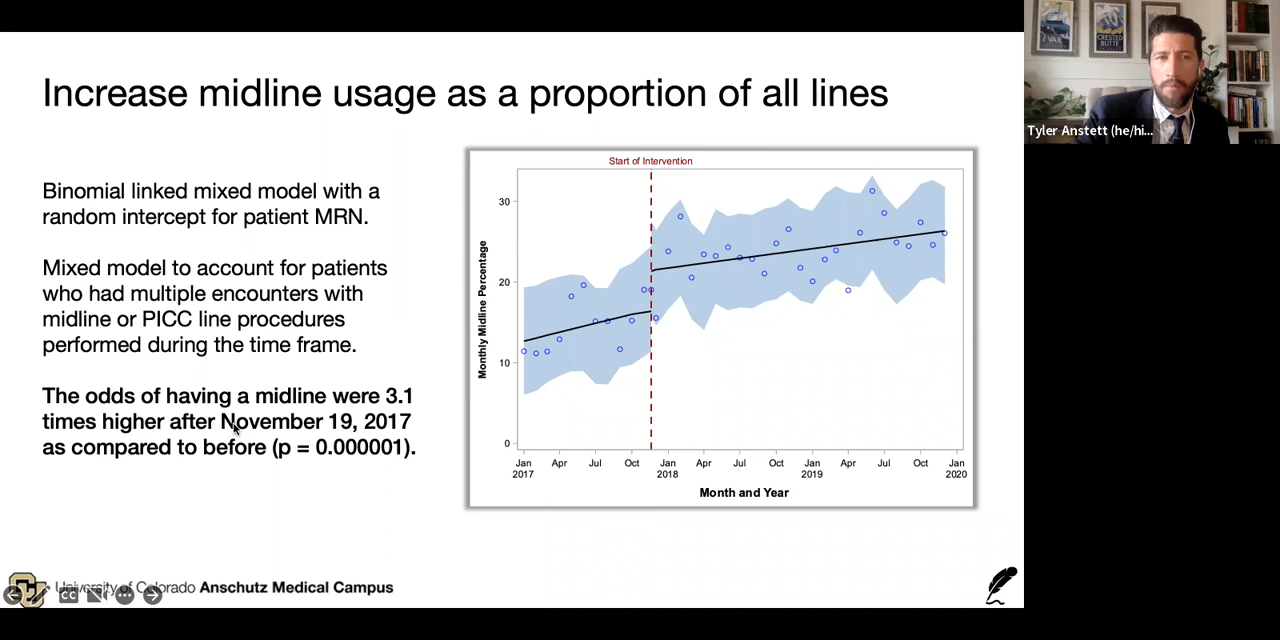 Increase midline usage as a proportion of all lines
Binomial linked mixed model with a
random intercept for patient MRN.
Mixed model to account for patients
who had multiple encounters with
midline or PICC line procedures
performed during the time frame.
The odds of having a midline were 3.1
times higher after November 19, 2017
as compared to before (p = 0.000001).
Start of Intervention
Monthly Midline Percentage
30
20
10
0
Jan Apr Jul Oct Jan Apr Jul Oct Jan Apr Jul Oct Jan
2017 2018 2019 2020
Month and Year
University of Colorado Anschutz Medical Campus
CU
CC
VAIL
CRESTED
BUTTE
Tyler Anstett (he/hi...